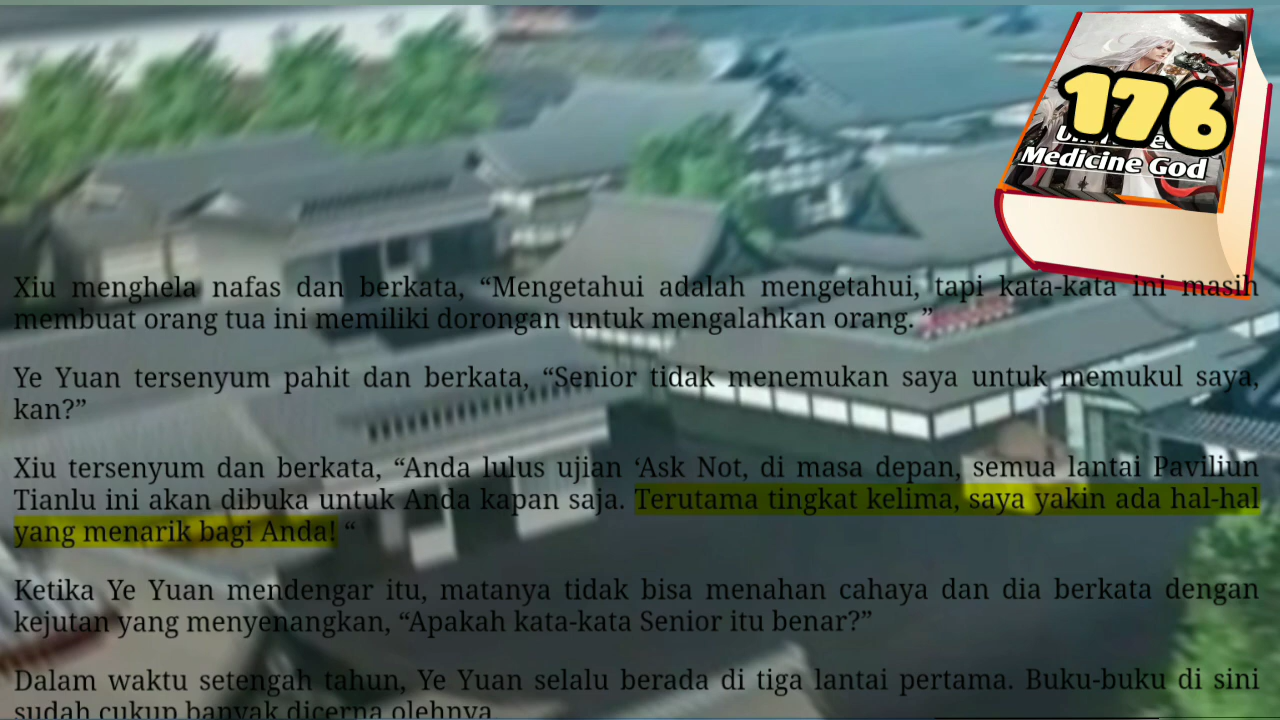 176
Medicine God
Xiu menghela nafas dan berkata, “Mengetahui adalah mengetahui, tapi kata-kata ini masih
membuat orang tua ini memiliki dorongan untuk mengalahkan orang. ”
Ye Yuan tersenyum pahit dan berkata, “Senior tidak menemukan saya untuk memukul saya,
kan?”
Xiu tersenyum dan berkata, “Anda lulus ujian ‘Ask Not, di masa depan, semua lantai Paviliun
Tianlu ini akan dibuka untuk Anda kapan saja. Terutama tingkat kelima, saya yakin ada hal-hal
yang menarik bagi Anda! “
Ketika Ye Yuan mendengar itu, matanya tidak bisa menahan cahaya dan dia berkata dengan
kejutan yang menyenangkan, “Apakah kata-kata Senior itu benar?”
Dalam waktu setengah tahun, Ye Yuan selalu berada di tiga lantai pertama. Buku-buku di sini
sudah cukup banyak dicerna olehnya.